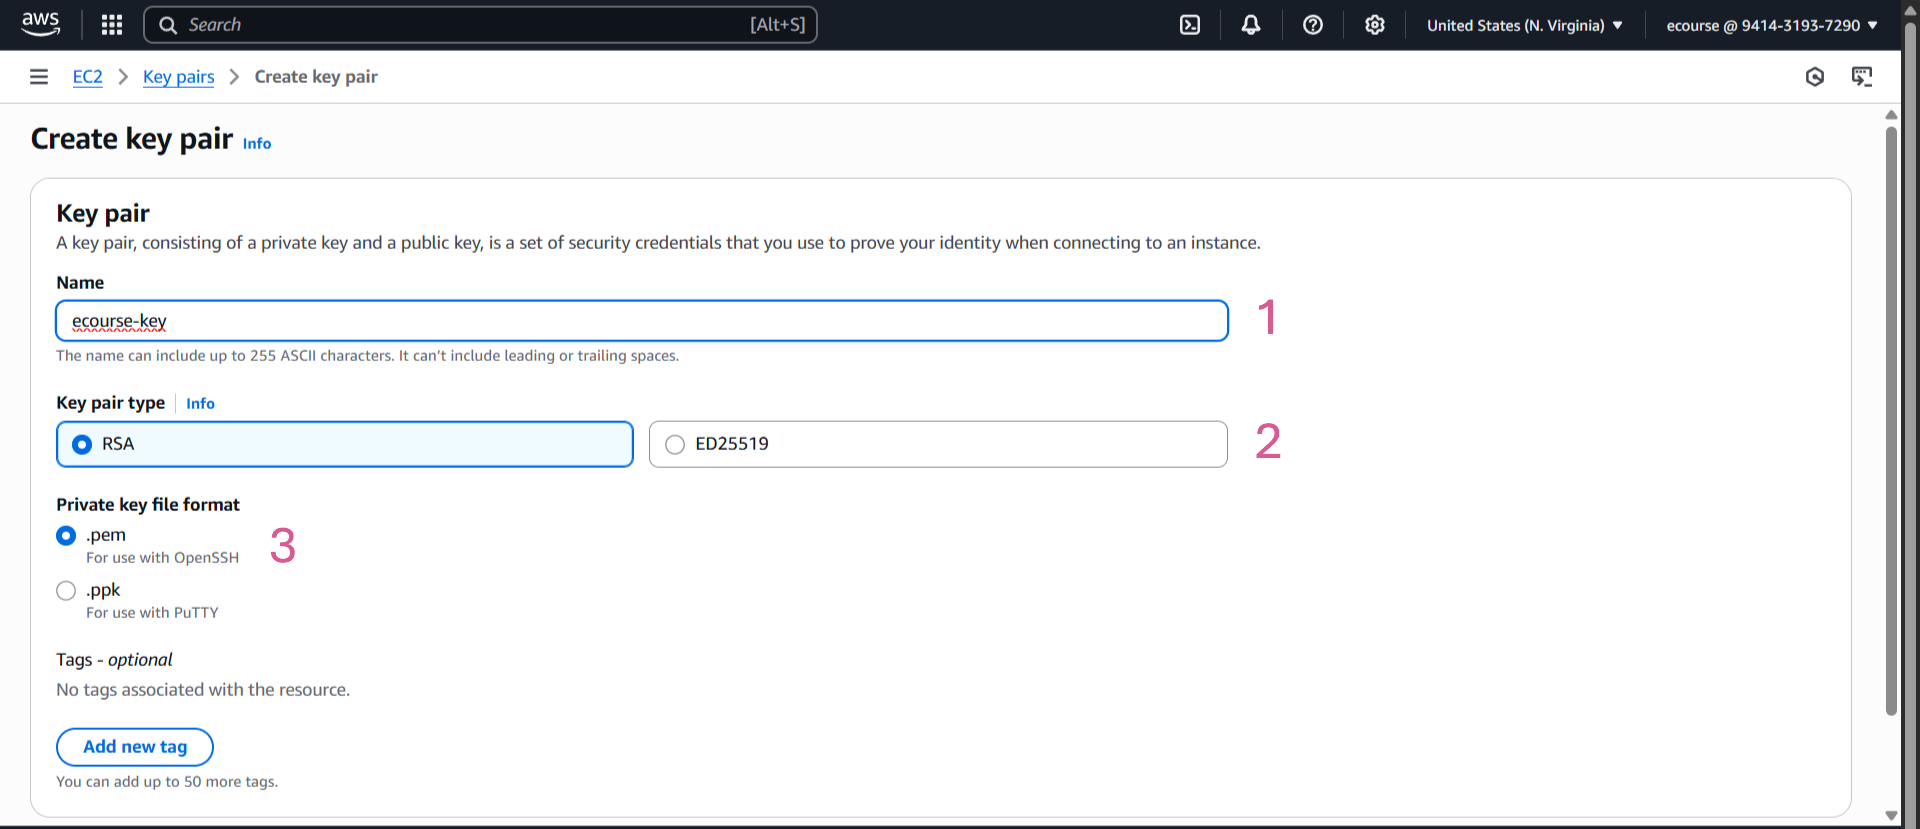 aws
Search [Alt+S] United States (N. Virginia) ecourse @ 9414-3193-7290
EC2 Key pairs Create key pair
Create key pair Info
Key pair
A key pair, consisting of a private key and a public key, is a set of security credentials that you use to prove your identity when connecting to an instance.
Name
ecourse-key 1
The name can include up to 255 ASCII characters. It can't include leading or trailing spaces.
Key pair type Info
RSA ED25519 2
Private key file format
.pem
For use with OpenSSH 3
.ppk
For use with PuTTY
Tags - optional
No tags associated with the resource.
Add new tag
You can add up to 50 more tags.